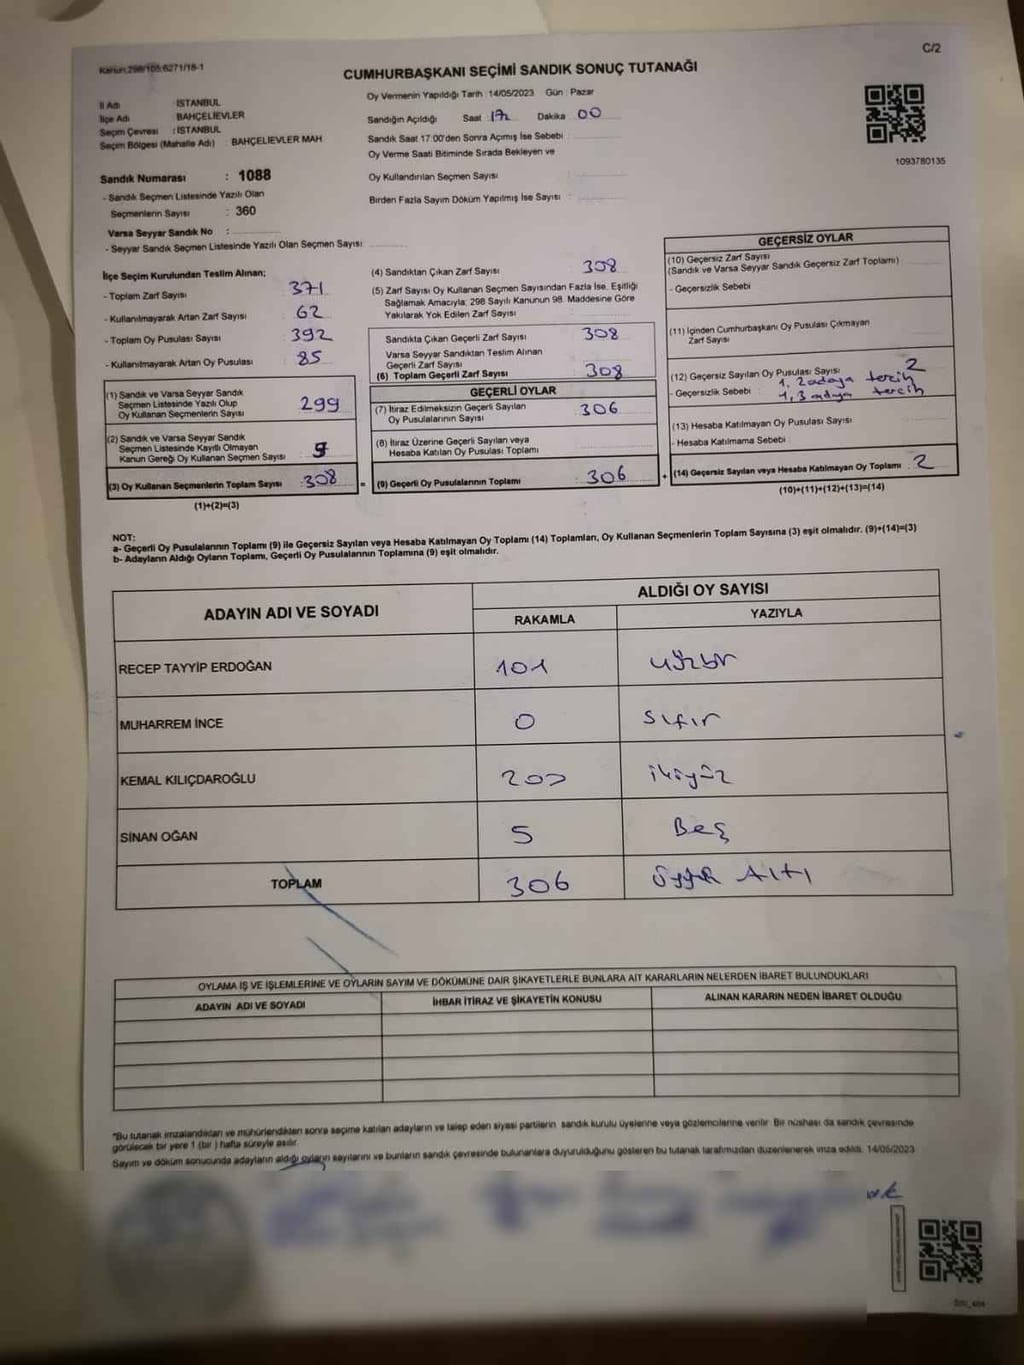 Kanun:298/105:6271/18-1
C/2
CUMHURBAŞKANI SEÇİMİ SANDIK SONUÇ TUTANAĞI
İl Adı : İSTANBUL
İlçe Adı : BAHÇELİEVLER
Seçim Çevresi : İSTANBUL
Seçim Bölgesi (Mahalle Adı) : BAHÇELİEVLER MAH.
Oy Vermenin Yapıldığı Tarih : 14/05/2023 Gün : Pazar
Sandığın Açıldığı Saat : 17 Dakika : 00
Sandık Saat 17:00'den Sonra Açımış İse Sebebi :
Oy Verme Saati Bitiminde Sırada Bekleyen ve
Oy Kullandırılan Seçmen Sayısı :
Birden Fazla Sayım Döküm Yapılmış İse Sayısı :
1093780135
Sandık Numarası : 1088
- Sandık Seçmen Listesinde Yazılı Olan
Seçmenlerin Sayısı : 360
Varsa Seyyar Sandık No :
- Seyyar Sandık Seçmen Listesinde Yazılı Olan Seçmen Sayısı :
İlçe Seçim Kurulundan Teslim Alınan;
- Toplam Zarf Sayısı : 371
- Kullanılmayarak Artan Zarf Sayısı : 62
- Toplam Oy Pusulası Sayısı : 392
- Kullanılmayarak Artan Oy Pusulası : 85
(1) Sandık ve Varsa Seyyar Sandık
Seçmen Listesinde Yazılı Olup
Oy Kullanan Seçmenlerin Sayısı : 299
(2) Sandık ve Varsa Seyyar Sandık
Seçmen Listesinde Kayıtlı Olmayan
Kanun Gereği Oy Kullanan Seçmen Sayısı : 9
(3) Oy Kullanan Seçmenlerin Toplam Sayısı : 308
(1)+(2)=(3)
(4) Sandıktan Çıkan Zarf Sayısı : 308
(5) Zarf Sayısı Oy Kullanan Seçmen Sayısından Fazla İse, Eşitliği
Sağlamak Amacıyla; 298 Sayılı Kanunun 98. Maddesine Göre
Yakılarak Yok Edilen Zarf Sayısı :
Sandıkta Çıkan Geçerli Zarf Sayısı : 308
Varsa Seyyar Sandıktan Teslim Alınan
Geçerli Zarf Sayısı :
(6) Toplam Geçerli Zarf Sayısı : 308
GEÇERLİ OYLAR
(7) İtiraz Edilmeksizin Geçerli Sayılan
Oy Pusulalarının Sayısı : 306
(8) İtiraz Üzerine Geçerli Sayılan veya
Hesaba Katılan Oy Pusulası Toplamı :
= (9) Geçerli Oy Pusulalarının Toplamı : 306
GEÇERSİZ OYLAR
(10) Geçersiz Zarf Sayısı
(Sandık ve Varsa Seyyar Sandık Geçersiz Zarf Toplamı) :
- Geçersizlik Sebebi :
(11) İçinden Cumhurbaşkanı Oy Pusulası Çıkmayan
Zarf Sayısı :
(12) Geçersiz Sayılan Oy Pusulası Sayısı : 2
- Geçersizlik Sebebi : 1, 2 adaya tercih
1, 3 adaya tercih
(13) Hesaba Katılmayan Oy Pusulası Sayısı :
- Hesaba Katılmama Sebebi :
+ (14) Geçersiz Sayılan veya Hesaba Katılmayan Oy Toplamı : 2
(10)+(11)+(12)+(13)=(14)
NOT:
a- Geçerli Oy Pusulalarının Toplamı (9) ile Geçersiz Sayılan veya Hesaba Katılmayan Oy Toplamı (14) Toplamları, Oy Kullanan Seçmenlerin Toplam Sayısına (3) eşit olmalıdır. (9)+(14)=(3)
b- Adayların Aldığı Oyların Toplamı, Geçerli Oy Pusulalarının Toplamına (9) eşit olmalıdır.
ADAYIN ADI VE SOYADI
ALDIĞI OY SAYISI
RAKAMLA YAZIYLA
RECEP TAYYİP ERDOĞAN 101 yüzbir
MUHARREM İNCE 0 Sıfır
KEMAL KILIÇDAROĞLU 200 ikiyüz
SİNAN OĞAN 5 Beş
TOPLAM 306 Üçyüz Altı
OYLAMA İŞ VE İŞLEMLERİNE VE OYLARIN SAYIM VE DÖKÜMÜNE DAİR ŞİKAYETLERLE BUNLARA AİT KARARLARIN NELERDEN İBARET BULUNDUKLARI
ADAYIN ADI VE SOYADI İHBAR İTİRAZ VE ŞİKAYETİN KONUSU ALINAN KARARIN NEDEN İBARET OLDUĞU
*Bu tutanak imzalandıktan ve mühürlendikten sonra seçime katılan adayların ve talep eden siyasi partilerin sandık kurulu üyelerine veya gözlemcilerine verilir. Bir nüshası da sandık çevresinde
görülecek bir yere 1 (bir) hafta süreyle asılır.
Sayım ve döküm sonucunda adayların aldığı oyların sayılarını ve bunların sandık çevresinde bulunanlara duyurulduğunu gösteren bu tutanak tarafımızdan düzenlenerek imza edildi. 14/05/2023